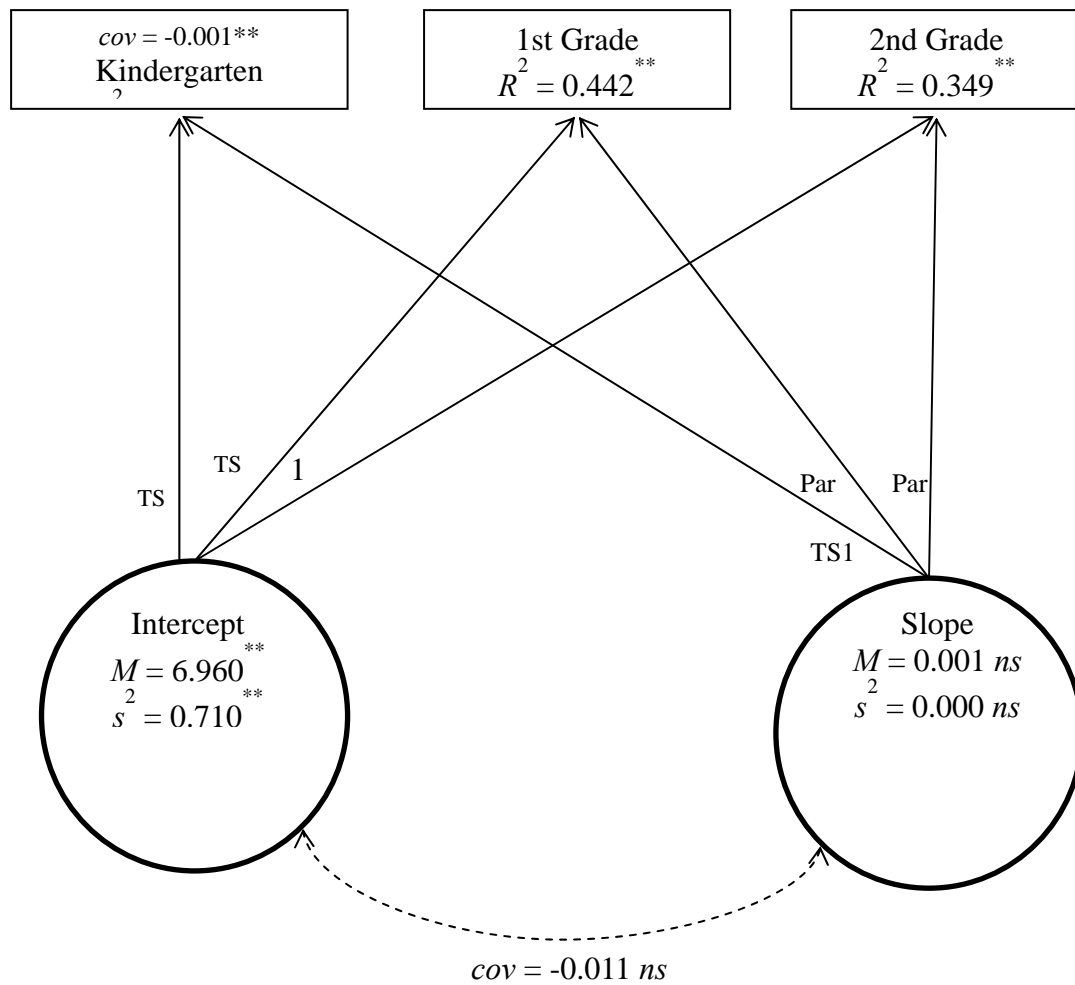 cov = -0.001**
Kindergarten
2
1st Grade
R² = 0.442**
2nd Grade
R² = 0.349**
TS
TS
1
Par
Par
TS1
Intercept
M = 6.960**
s² = 0.710**
Slope
M = 0.001 ns
s² = 0.000 ns
cov = -0.011 ns